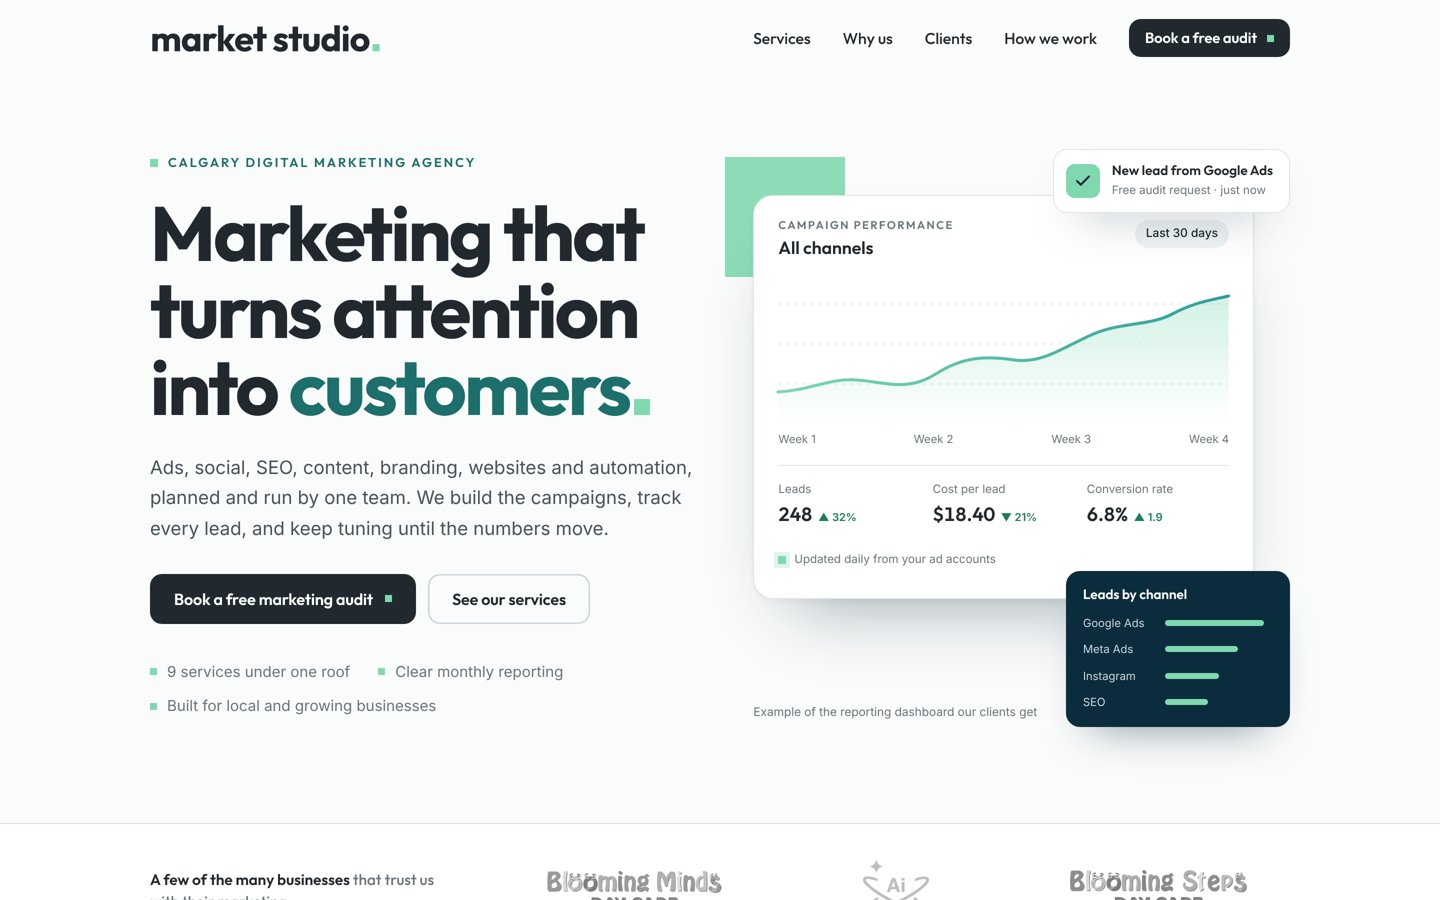 market studio.
Services
Why us
Clients
How we work
Book a free audit
CALGARY DIGITAL MARKETING AGENCY
Marketing that
turns attention
into customers.
Ads, social, SEO, content, branding, websites and automation,
planned and run by one team. We build the campaigns, track
every lead, and keep tuning until the numbers move.
Book a free marketing audit
See our services
9 services under one roof
Clear monthly reporting
Built for local and growing businesses
New lead from Google Ads
Free audit request · just now
CAMPAIGN PERFORMANCE
All channels
Last 30 days
Week 1
Week 2
Week 3
Week 4
Leads
248 ▲ 32%
Cost per lead
$18.40 ▼ 21%
Conversion rate
6.8% ▲ 1.9
Updated daily from your ad accounts
Leads by channel
Google Ads
Meta Ads
Instagram
SEO
Example of the reporting dashboard our clients get
A few of the many businesses that trust us
with their marketing
Blooming Minds
DAY CARE
Ai
Blooming Steps
DAY CARE